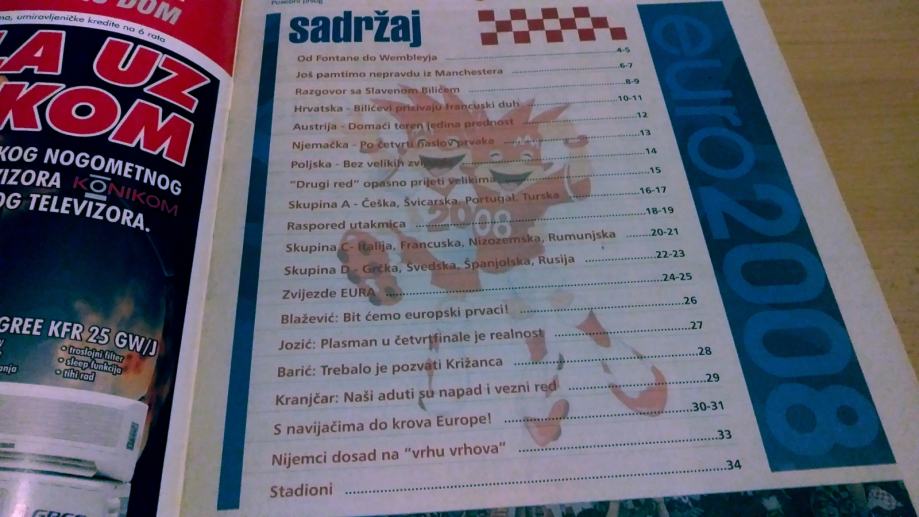 DOM
na, umiravljeničke kredite na 6 rata
LA UZ
KOM
KOG NOGOMETNOG
VIZORA KONIKOM
OG TELEVIZORA.
GREE KFR 25 GW/J
• troslojni filter
• sleep funkcija
• tihi rad
GREE
Posebni prilog
sadržaj
Od Fontane do Wembleyja 4-5
Još pamtimo nepravdu iz Manchestera 6-7
Razgovor sa Slavenom Bilićem 8-9
Hrvatska - Bilićevi prizivaju francuski duh 10-11
Austrija - Domaći teren jedina prednost 12
Njemačka - Po četvrti naslov prvaka 13
Poljska - Bez velikih 14
"Drugi red" opasno prijeti velikima 15
Skupina A - Češka, Švicarska, Portugal, Turska 16-17
Raspored utakmica 18-19
Skupina C- Italija, Francuska, Nizozemska, Rumunjska 20-21
Skupina D - Grčka, Švedska, Španjolska, Rusija 22-23
Zvijezde EURA 24-25
Blažević: Bit ćemo europski prvaci! 26
Jozić: Plasman u četvrtfinale je realnost 27
Barić: Trebalo je pozvati Križanca 28
Kranjčar: Naši aduti su napad i vezni red 29
S navijačima do krova Europe! 30-31
Nijemci dosad na "vrhu vrhova" 33
Stadioni 34
2008
euro2008